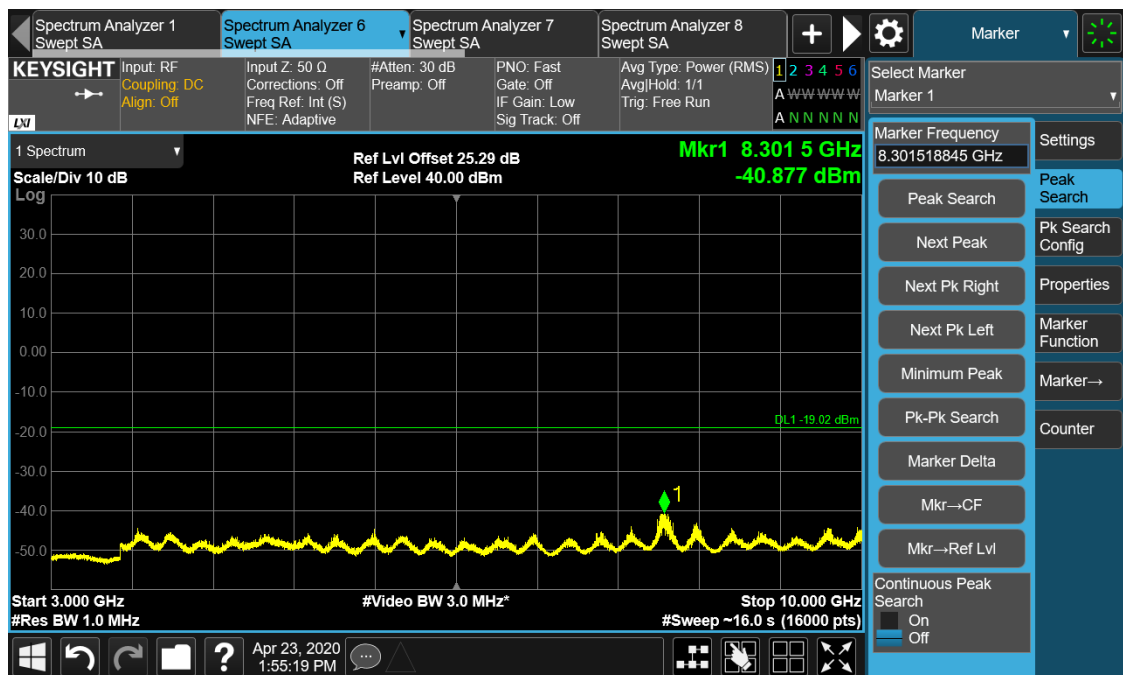 Spectrum Analyzer 1
Swept SA
Spectrum Analyzer 6
Swept SA
Spectrum Analyzer 7
Swept SA
Spectrum Analyzer 8
Swept SA
+
Marker
KEYSIGHT
LXI
Input: RF
Coupling: DC
Align: Off
Input Z: 50 Ω
Corrections: Off
Freq Ref: Int (S)
NFE: Adaptive
#Atten: 30 dB
Preamp: Off
PNO: Fast
Gate: Off
IF Gain: Low
Sig Track: Off
Avg Type: Power (RMS)
Avg|Hold: 1/1
Trig: Free Run
1 2 3 4 5 6
A W W W W W
A N N N N N
Select Marker
Marker 1
1 Spectrum
Scale/Div 10 dB
Log
Ref Lvl Offset 25.29 dB
Ref Level 40.00 dBm
Mkr1 8.301 5 GHz
-40.877 dBm
30.0
20.0
10.0
0.00
-10.0
-20.0
-30.0
-40.0
-50.0
DL1 -19.02 dBm
1
Start 3.000 GHz
#Res BW 1.0 MHz
#Video BW 3.0 MHz*
Stop 10.000 GHz
#Sweep ~16.0 s (16000 pts)
Marker Frequency
8.301518845 GHz
Peak Search
Next Peak
Next Pk Right
Next Pk Left
Minimum Peak
Pk-Pk Search
Marker Delta
Mkr→CF
Mkr→Ref Lvl
Continuous Peak
Search
On
Off
Settings
Peak
Search
Pk Search
Config
Properties
Marker
Function
Marker→
Counter
?
Apr 23, 2020
1:55:19 PM